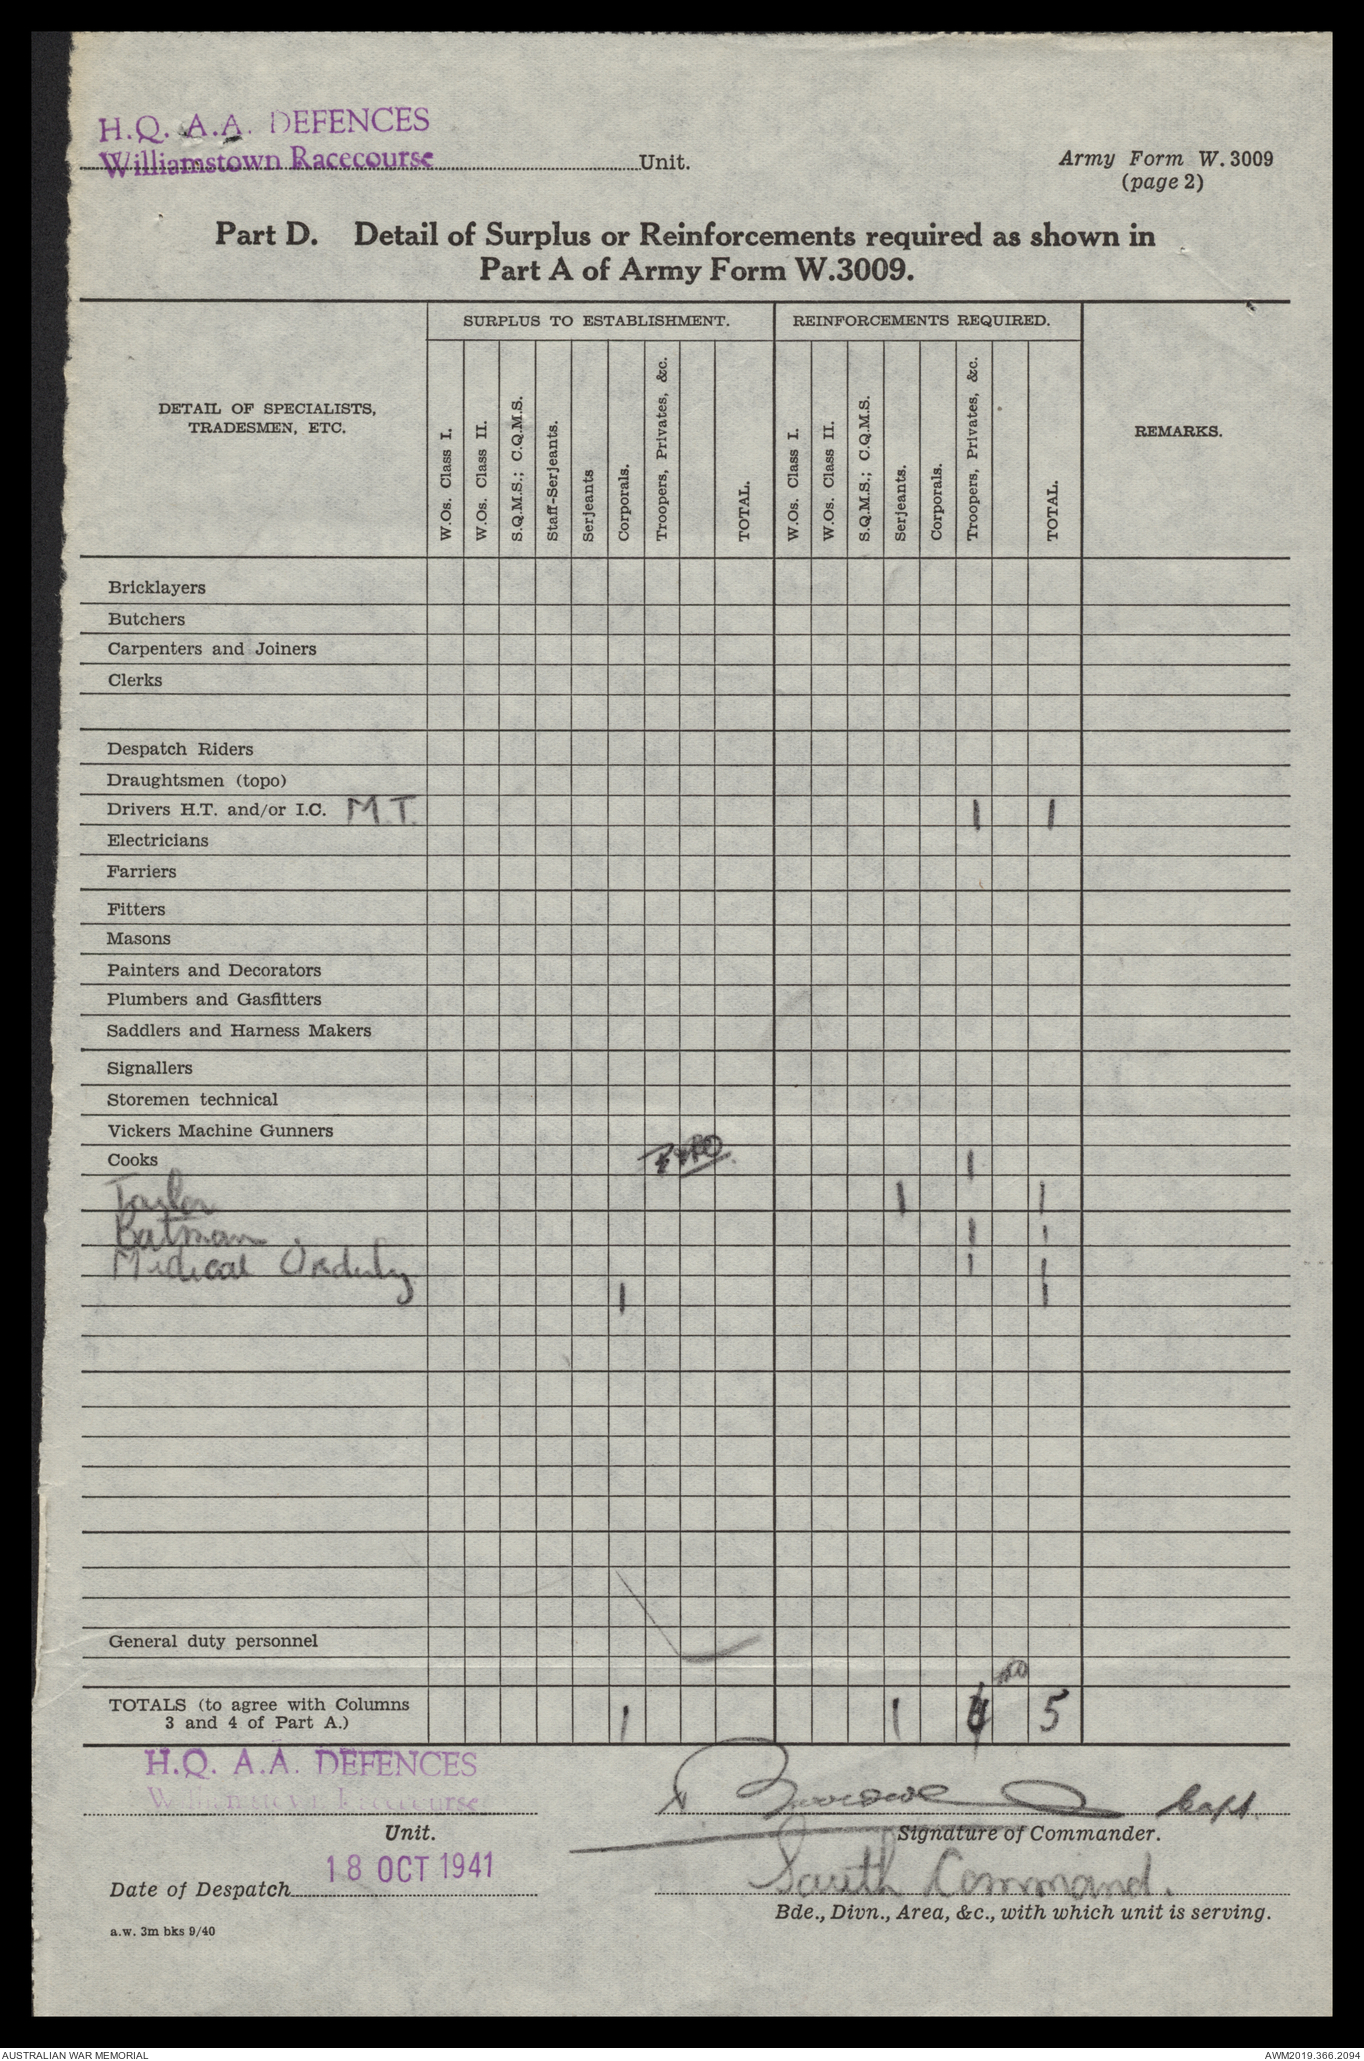 H.Q. A.A. DEFENCES
Williamstown Racecourse Unit.
Army Form W. 3009
(page 2)
Part D. Detail of Surplus or Reinforcements required as shown in
Part A of Army Form W.3009.
SURPLUS TO ESTABLISHMENT. REINFORCEMENTS REQUIRED.
DETAIL OF SPECIALISTS,
TRADESMEN, ETC.
W.Os. Class I.
W.Os. Class II.
S.Q.M.S.; C.Q.M.S.
Staff-Serjeants.
Serjeants
Corporals.
Troopers, Privates, &c.
TOTAL.
W.Os. Class I.
W.Os. Class II.
S.Q.M.S.; C.Q.M.S.
Serjeants.
Corporals.
Troopers, Privates, &c.
TOTAL.
REMARKS.
Bricklayers
Butchers
Carpenters and Joiners
Clerks
Despatch Riders
Draughtsmen (topo)
Drivers H.T. and/or I.C. M.T. 1 1
Electricians
Farriers
Fitters
Masons
Painters and Decorators
Plumbers and Gasfitters
Saddlers and Harness Makers
Signallers
Storemen technical
Vickers Machine Gunners
Cooks 1
Taylor 1 1
Batman 1 1
Medical Orderly 1 1
1 1
General duty personnel
TOTALS (to agree with Columns
3 and 4 of Part A.) 1 1 4 5
H.Q. A.A. DEFENCES
Williamstown Racecourse
Capt.
Unit.
Signature of Commander.
18 OCT 1941
Date of Despatch
South Command.
Bde., Divn., Area, &c., with which unit is serving.
a.w. 3m bks 9/40
AUSTRALIAN WAR MEMORIAL
AWM2019.366.2094